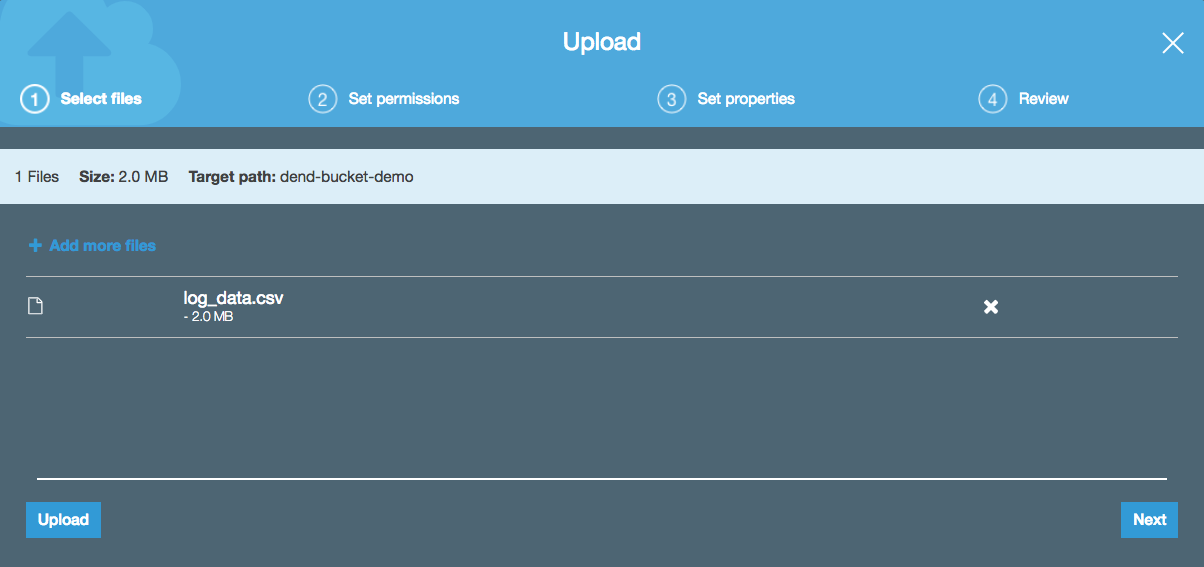 Upload
1 Select files 2 Set permissions 3 Set properties 4 Review
1 Files Size: 2.0 MB Target path: dend-bucket-demo
+ Add more files
log_data.csv
- 2.0 MB
Upload Next